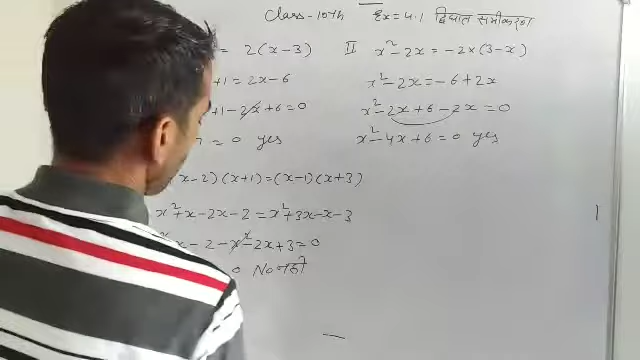 Class-10th Ex=4.1 द्विघात समीकरण
= 2(x-3)
+1 = 2x-6
+1-2x+6=0
= 0 yes
II x²-2x = -2x(3-x)
x²-2x = -6+2x
x²-2x+6-2x=0
x²-4x+6=0 yes
x-2)(x+1)=(x-1)(x+3)
x²+x-2x-2=x²+3x-x-3
x-2-x²-2x+3=0
0 No नहीं